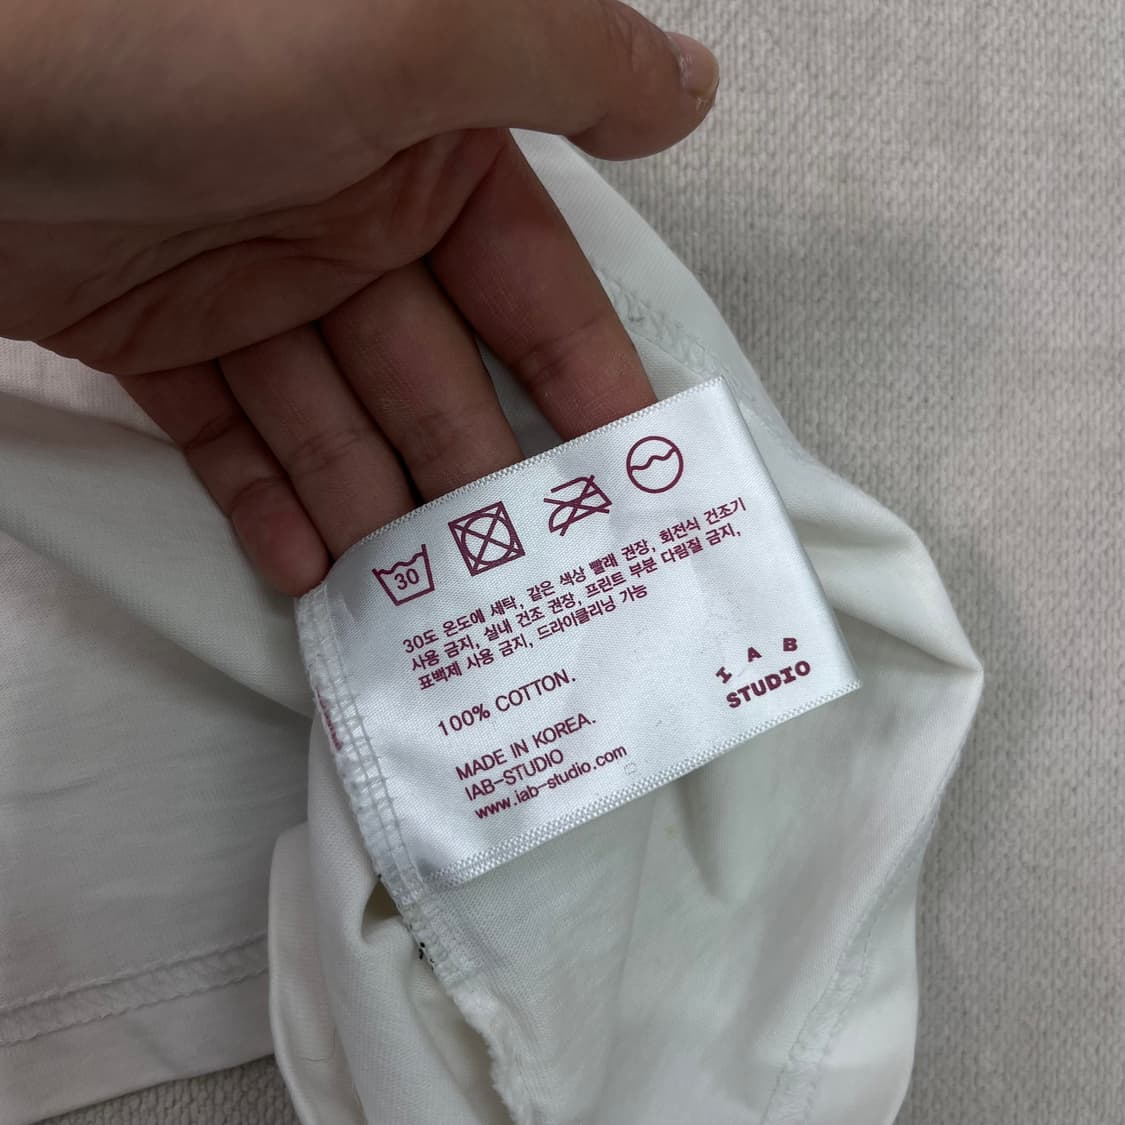 30
30도 온도에 세탁, 같은 색상 빨래 권장, 회전식 건조기
사용 금지, 실내 건조 권장, 프린트 부분 다림질 금지,
표백제 사용 금지, 드라이클리닝 가능
100% COTTON.
MADE IN KOREA.
IAB-STUDIO
www.iab-studio.com
I A B
STUDIO